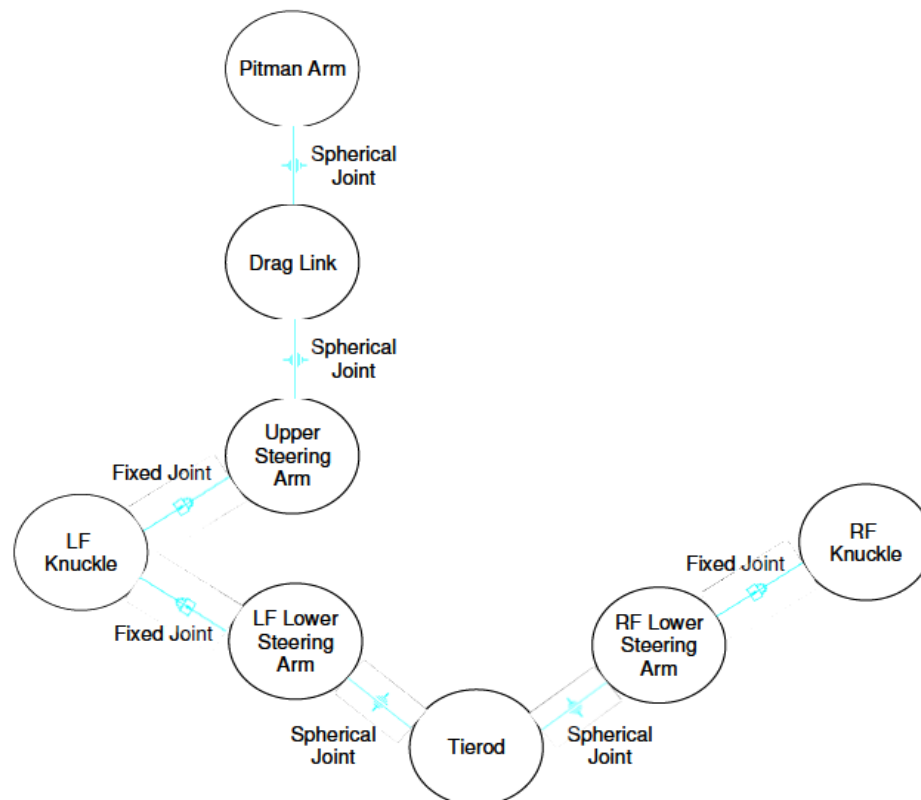 Pitman Arm
Spherical
Joint
Drag Link
Spherical
Joint
Upper
Steering
Arm
Fixed Joint
LF
Knuckle
RF
Knuckle
Fixed Joint
Fixed Joint
LF Lower
Steering
Arm
RF Lower
Steering
Arm
Spherical
Joint
Tierod
Spherical
Joint